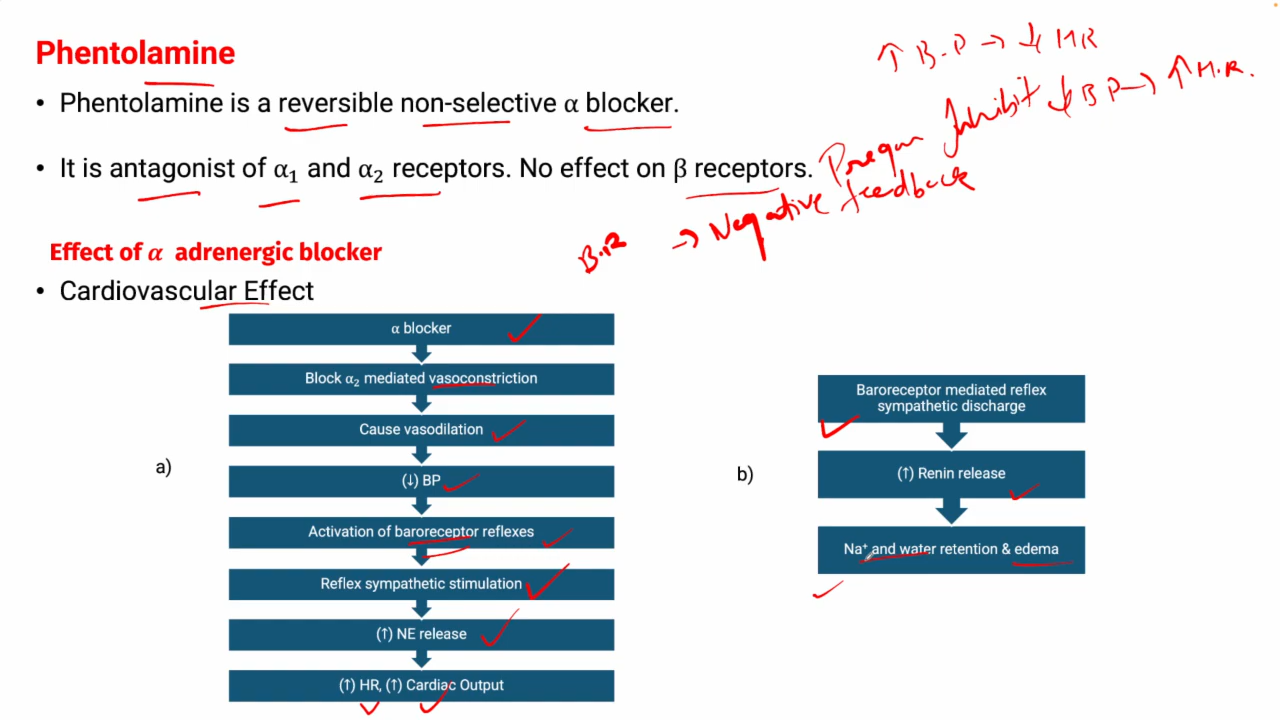 Phentolamine
• Phentolamine is a reversible non-selective α blocker.
• It is antagonist of α₁ and α₂ receptors. No effect on β receptors.
↑ B.P → ↓ HR
Inhibit ↓ BP → ↑ H.R.
→ Negative feedback
Effect of α adrenergic blocker
• Cardiovascular Effect
a)
α blocker
Block α₂ mediated vasoconstriction
Cause vasodilation
(↓) BP
Activation of baroreceptor reflexes
Reflex sympathetic stimulation
(↑) NE release
(↑) HR, (↑) Cardiac Output
b)
Baroreceptor mediated reflex
sympathetic discharge
(↑) Renin release
Na⁺ and water retention & edema